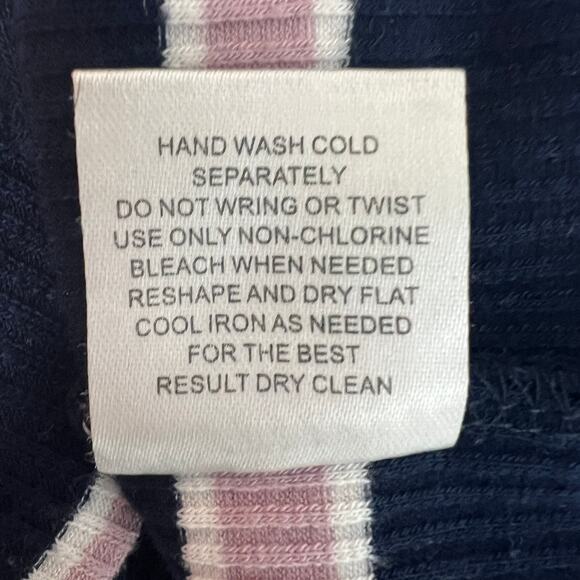 HAND WASH COLD
SEPARATELY
DO NOT WRING OR TWIST
USE ONLY NON-CHLORINE
BLEACH WHEN NEEDED
RESHAPE AND DRY FLAT
COOL IRON AS NEEDED
FOR THE BEST
RESULT DRY CLEAN